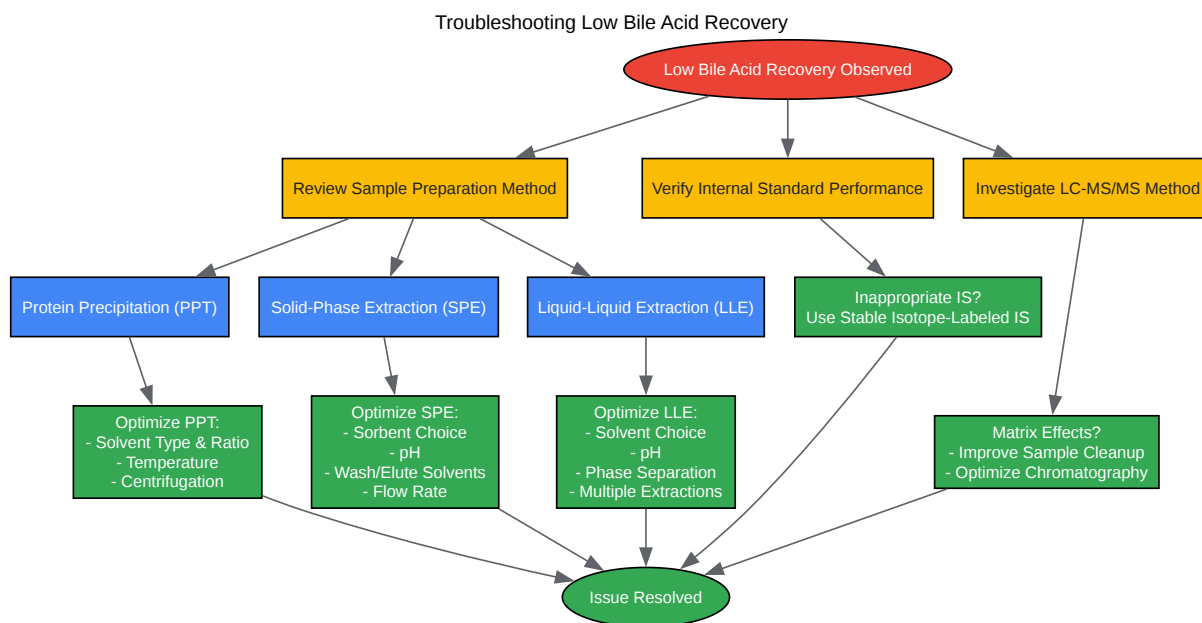 Troubleshooting Low Bile Acid Recovery
Low Bile Acid Recovery Observed
Review Sample Preparation Method
Verify Internal Standard Performance
Investigate LC-MS/MS Method
Protein Precipitation (PPT)
Solid-Phase Extraction (SPE)
Liquid-Liquid Extraction (LLE)
Inappropriate IS?
Use Stable Isotope-Labeled IS
Optimize PPT:
- Solvent Type & Ratio
- Temperature
- Centrifugation
Optimize SPE:
- Sorbent Choice
- pH
- Wash/Elute Solvents
- Flow Rate
Optimize LLE:
- Solvent Choice
- pH
- Phase Separation
- Multiple Extractions
Matrix Effects?
- Improve Sample Cleanup
- Optimize Chromatography
Issue Resolved